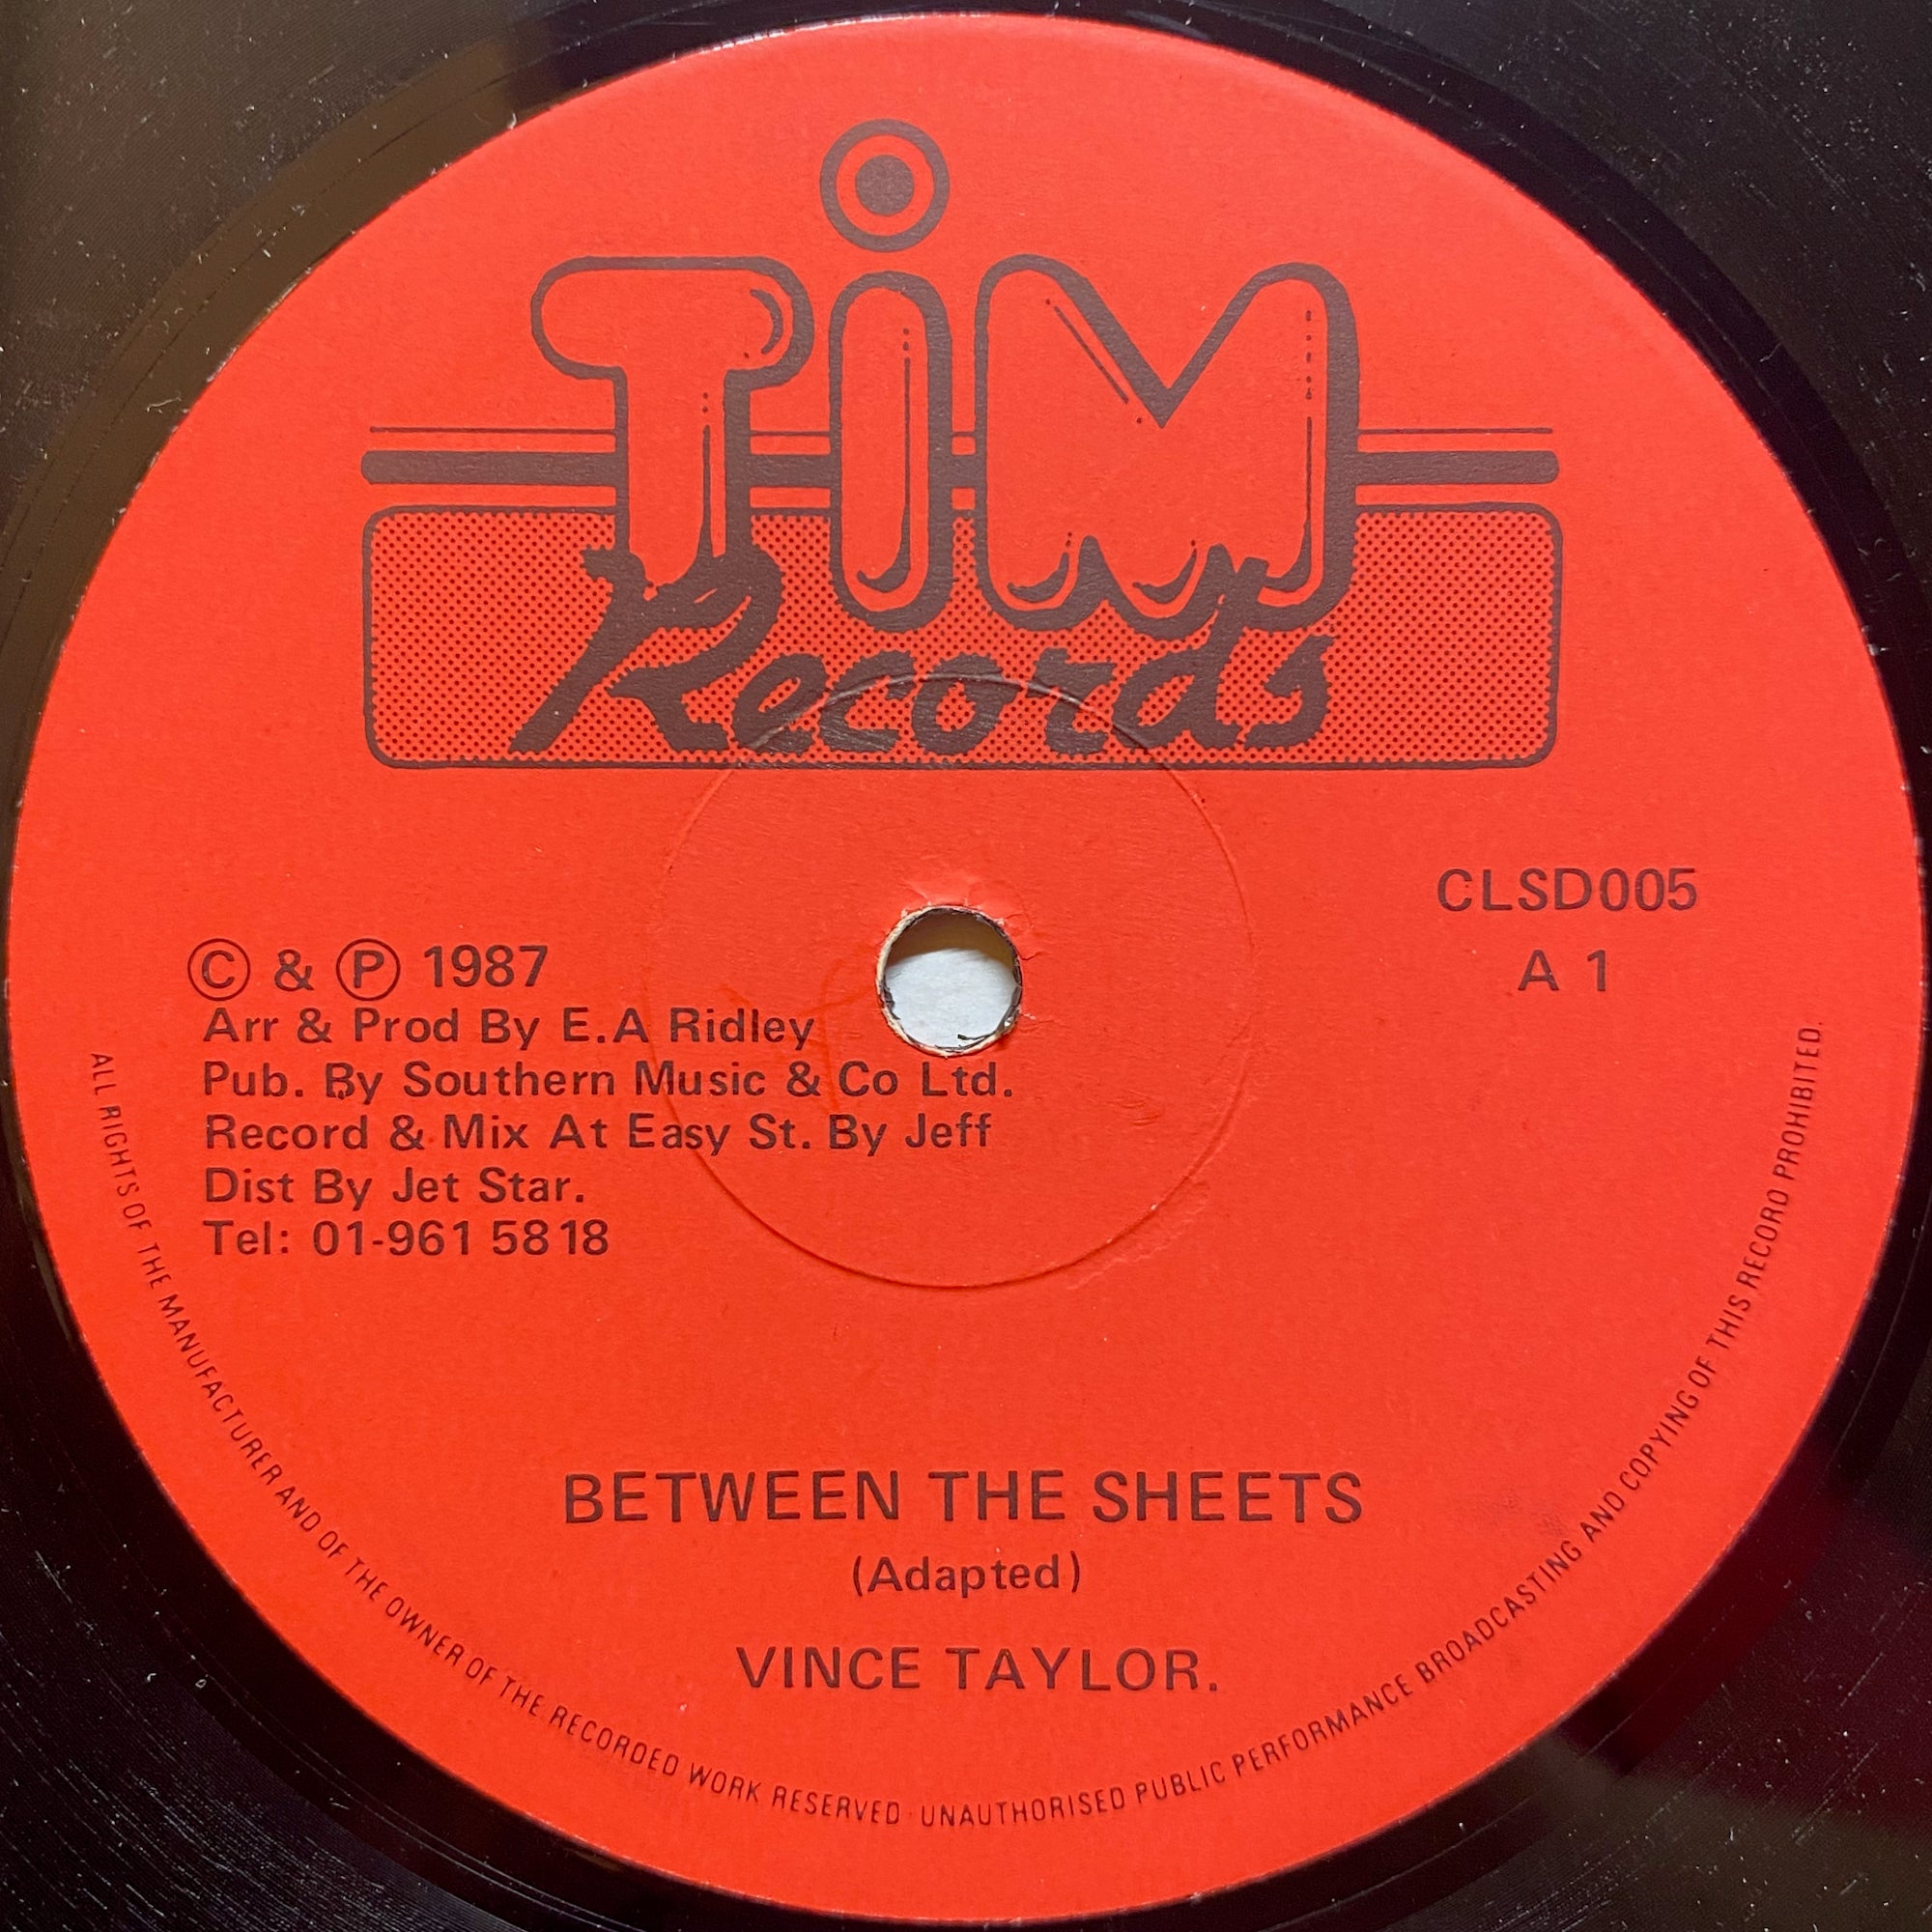 TiM
Records
CLSD005
A 1
© & ℗ 1987
Arr & Prod By E.A Ridley
Pub. By Southern Music & Co Ltd.
Record & Mix At Easy St. By Jeff
Dist By Jet Star.
Tel: 01-961 5818
BETWEEN THE SHEETS
(Adapted)
VINCE TAYLOR.
ALL RIGHTS OF THE MANUFACTURER AND OF THE OWNER OF THE RECORDED WORK RESERVED · UNAUTHORISED PUBLIC PERFORMANCE BROADCASTING AND COPYING OF THIS RECORD PROHIBITED.